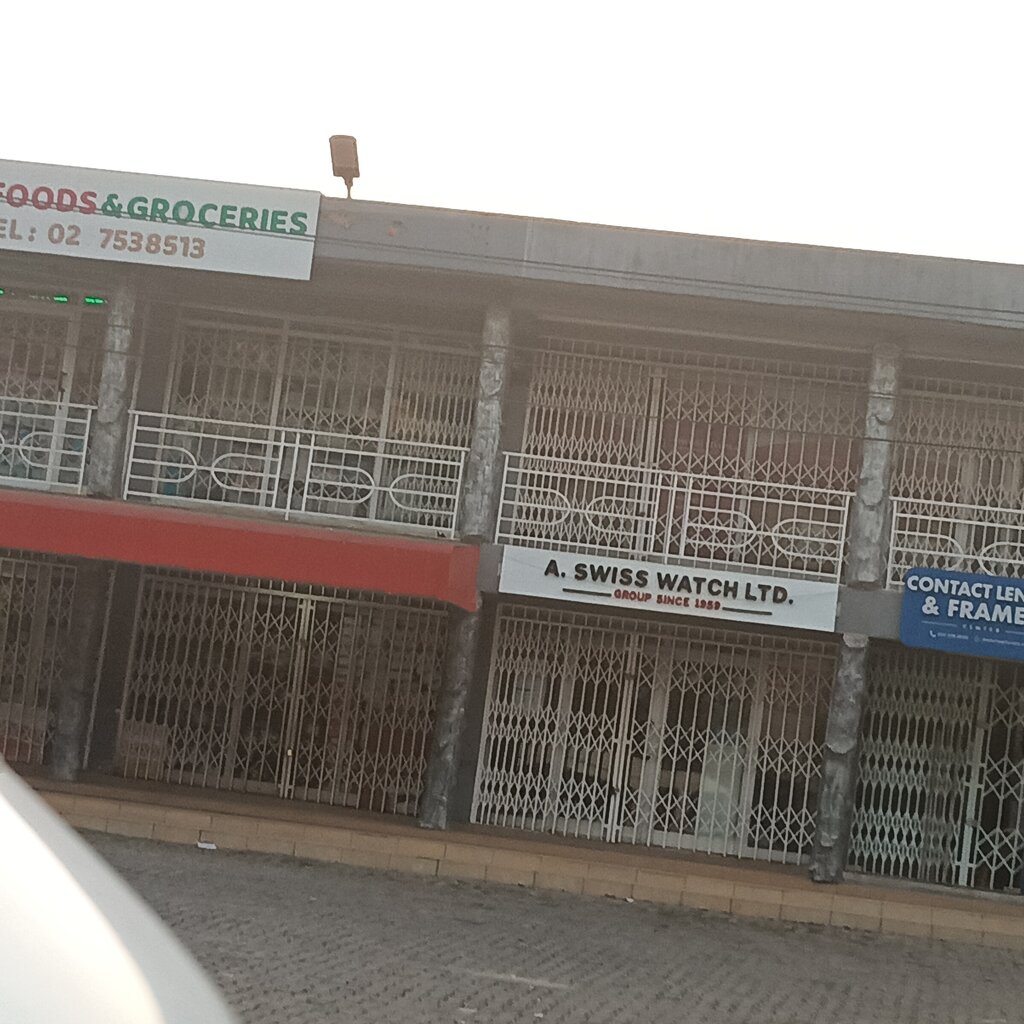 FOODS & GROCERIES
EL: 02 7538513
A. SWISS WATCH LTD.
GROUP SINCE 1959
CONTACT LEN
& FRAME